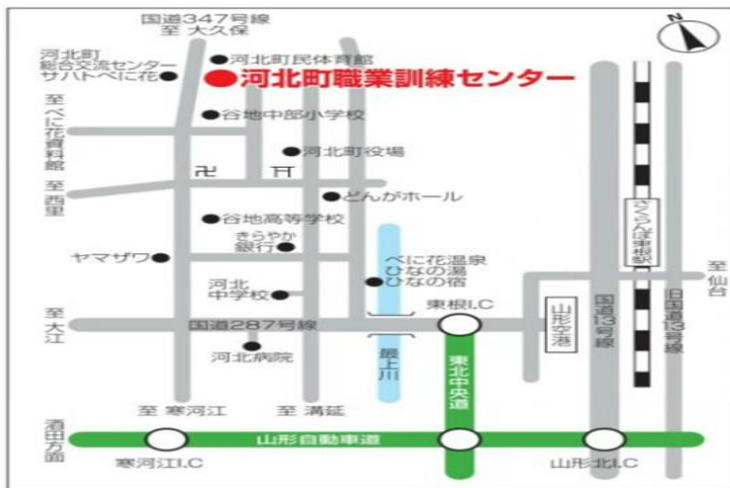 国道347号線
至 大久保
N
河北町
総合交流センター
サハトべに花
河北町民体育館
河北町職業訓練センター
至 べに花資料館
谷地中部小学校
河北町役場
至 西里
どんがホール
谷地高等学校
きらやか
銀行
ヤマザワ
べに花温泉
ひなの湯
ひなの宿
さくらんぼ東根駅
至 仙台
河北
中学校
東根I.C
至 大江
国道287号線
山形空港
国道13号線
旧国道13号線
河北病院
最上川
東北中央道
至 寒河江
至 溝延
酒田方面
山形自動車道
寒河江I.C
山形北I.C